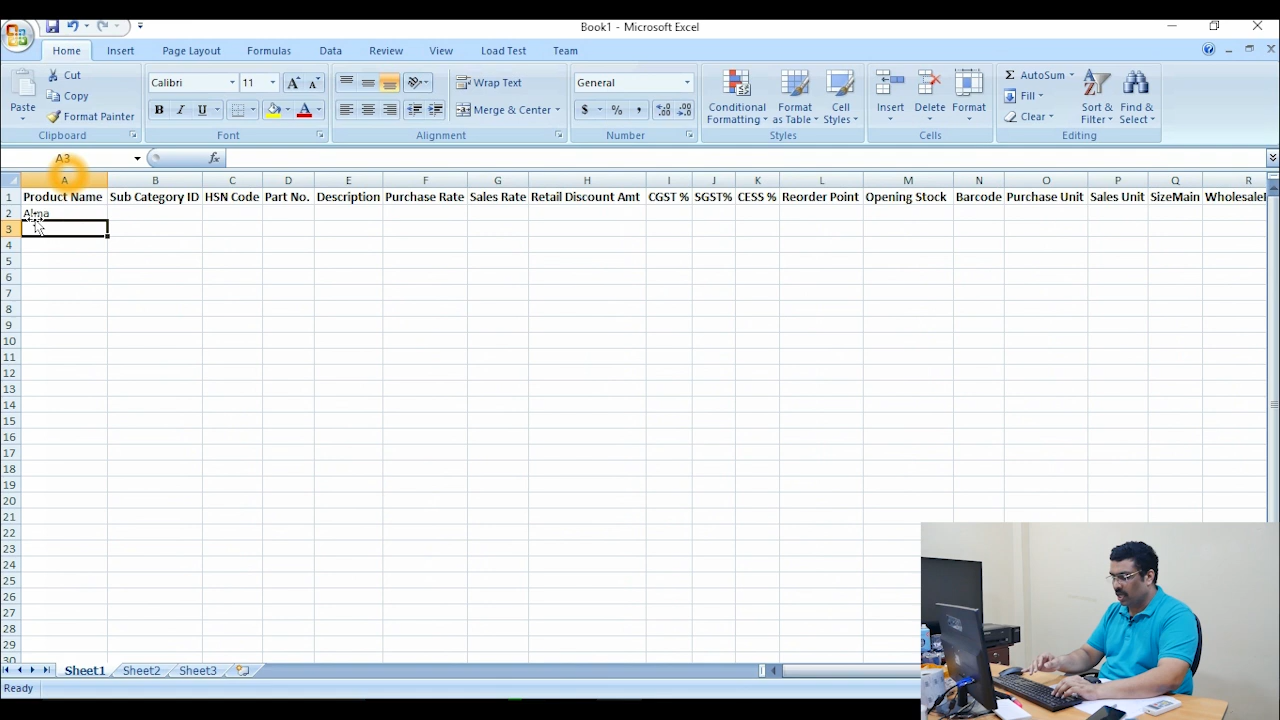 Book1 - Microsoft Excel
Home Insert Page Layout Formulas Data Review View Load Test Team
Paste
Cut
Copy
Format Painter
Clipboard
Calibri 11
B I U
Font
Wrap Text
Merge & Center
Alignment
General
$ % ,
Number
Conditional Formatting
Format as Table
Cell Styles
Styles
Insert
Delete
Format
Cells
AutoSum
Fill
Clear
Sort & Filter
Find & Select
Editing
A3 fx
A B C D E F G H I J K L M N O P Q R
1 Product Name Sub Category ID HSN Code Part No. Description Purchase Rate Sales Rate Retail Discount Amt CGST % SGST% CESS % Reorder Point Opening Stock Barcode Purchase Unit Sales Unit SizeMain
2
3
4
5
6
7
8
9
10
11
12
13
14
15
16
17
18
19
20
21
22
23
24
25
26
27
28
29
30
Sheet1 Sheet2 Sheet3
Ready